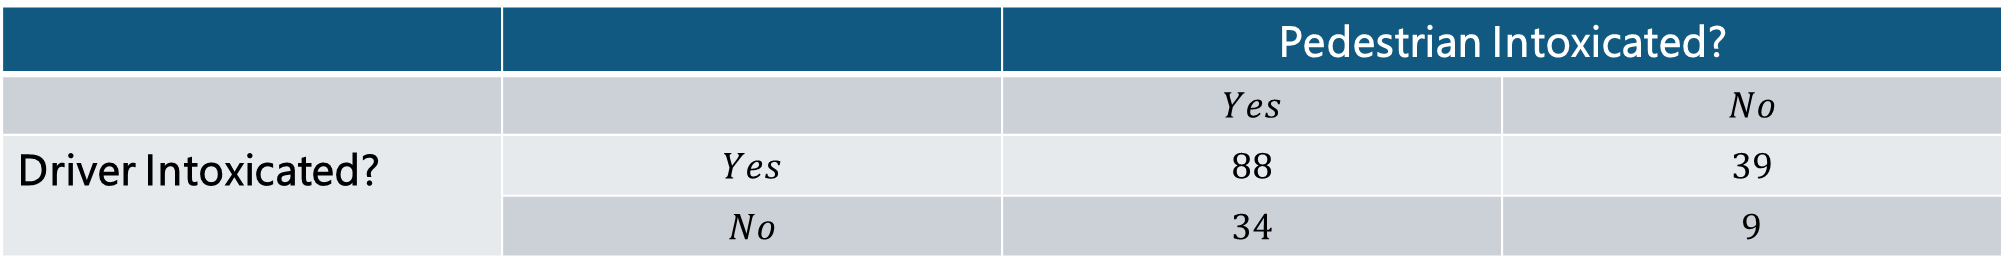 Pedestrian Intoxicated?
Yes No
Driver Intoxicated? Yes 88 39
No 34 9